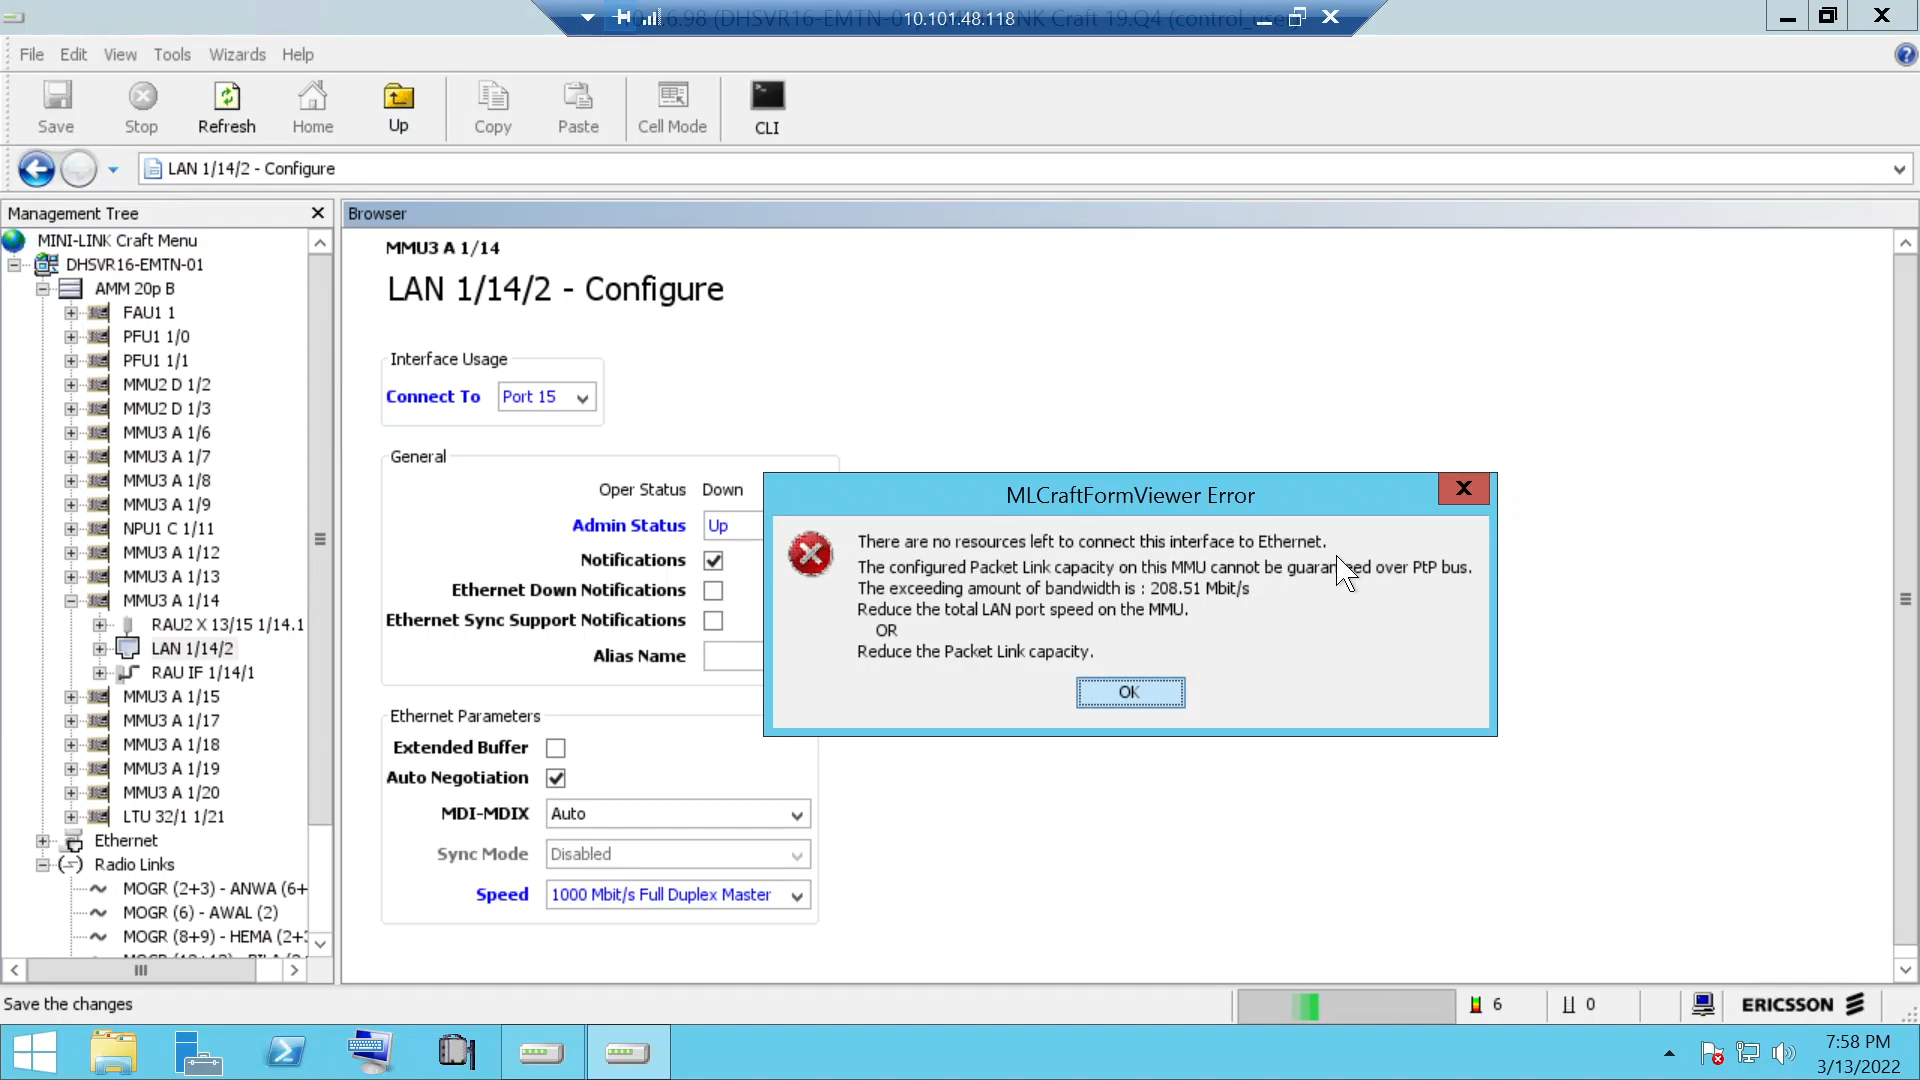 10.101.48.118
6.98 (DHSVR16-EMTN-0
NK Craft 19.Q4 (control_use
File Edit View Tools Wizards Help
Save Stop Refresh Home Up Copy Paste Cell Mode CLI
LAN 1/14/2 - Configure
Management Tree
MINI-LINK Craft Menu
DHSVR16-EMTN-01
AMM 20p B
FAU1 1
PFU1 1/0
PFU1 1/1
MMU2 D 1/2
MMU2 D 1/3
MMU3 A 1/6
MMU3 A 1/7
MMU3 A 1/8
MMU3 A 1/9
NPU1 C 1/11
MMU3 A 1/12
MMU3 A 1/13
MMU3 A 1/14
RAU2 X 13/15 1/14.1
LAN 1/14/2
RAU IF 1/14/1
MMU3 A 1/15
MMU3 A 1/17
MMU3 A 1/18
MMU3 A 1/19
MMU3 A 1/20
LTU 32/1 1/21
Ethernet
Radio Links
MOGR (2+3) - ANWA (6+
MOGR (6) - AWAL (2)
MOGR (8+9) - HEMA (2+3
Browser
MMU3 A 1/14
LAN 1/14/2 - Configure
Interface Usage
Connect To Port 15
General
Oper Status Down
Admin Status Up
Notifications
Ethernet Down Notifications
Ethernet Sync Support Notifications
Alias Name
Ethernet Parameters
Extended Buffer
Auto Negotiation
MDI-MDIX Auto
Sync Mode Disabled
Speed 1000 Mbit/s Full Duplex Master
MLCraftFormViewer Error
There are no resources left to connect this interface to Ethernet.
The configured Packet Link capacity on this MMU cannot be guaranteed over PtP bus.
The exceeding amount of bandwidth is : 208.51 Mbit/s
Reduce the total LAN port speed on the MMU.
OR
Reduce the Packet Link capacity.
OK
Save the changes
6 0 ERICSSON
7:58 PM
3/13/2022